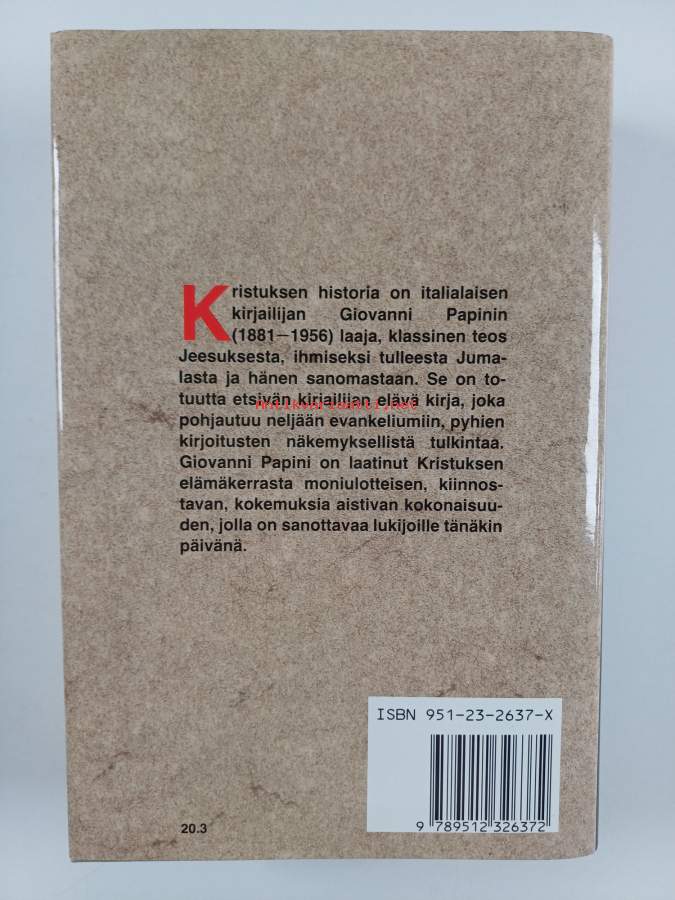 Kristuksen historia on italialaisen
kirjailijan Giovanni Papinin
(1881—1956) laaja, klassinen teos
Jeesuksesta, ihmiseksi tulleesta Juma-
lasta ja hänen sanomastaan. Se on to-
tuutta etsivän kirjailijan elävä kirja, joka
Antikvariaatti.net
pohjautuu neljään evankeliumiin, pyhien
kirjoitusten näkemyksellistä tulkintaa.
Giovanni Papini on laatinut Kristuksen
elämäkerrasta moniulotteisen, kiinnos-
tavan, kokemuksia aistivan kokonaisuu-
den, jolla on sanottavaa lukijoille tänäkin
päivänä.
ISBN 951-23-2637-X
9 789512 326372
20.3